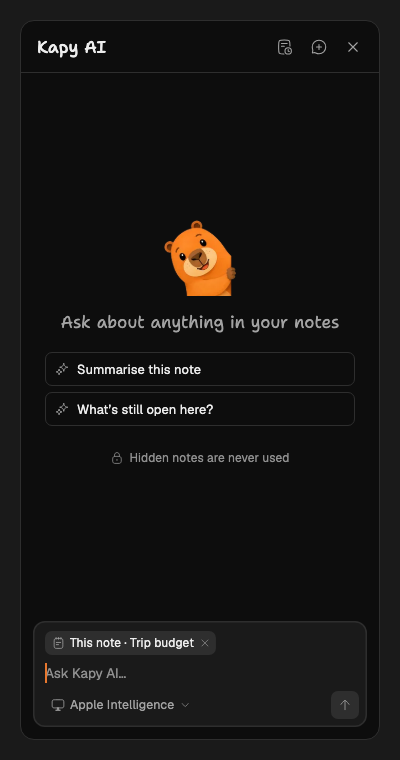 Kapy AI
Ask about anything in your notes
Summarise this note
What's still open here?
Hidden notes are never used
This note · Trip budget
Ask Kapy AI...
Apple Intelligence